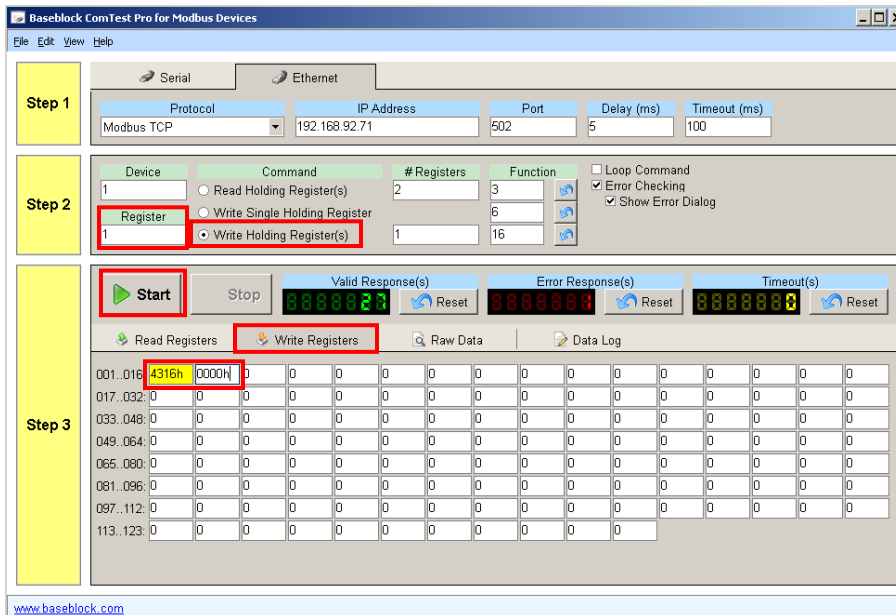 Baseblock ComTest Pro for Modbus Devices
File Edit View Help
Step 1
Serial Ethernet
Protocol IP Address Port Delay (ms) Timeout (ms)
Modbus TCP 192.168.92.71 502 5 100
Step 2
Device Command # Registers Function
1 Read Holding Register(s) 2 3
Loop Command
Error Checking
Show Error Dialog
Register
Write Single Holding Register 6
1 Write Holding Register(s) 1 16
Step 3
Start Stop
Valid Response(s) Error Response(s) Timeout(s)
27 Reset 1 Reset Reset
Read Registers Write Registers Raw Data Data Log
001..016: 4316h 0000h 0 0 0 0 0 0 0 0 0 0 0 0 0 0
017..032: 0 0 0 0 0 0 0 0 0 0 0 0 0 0 0 0
033..048: 0 0 0 0 0 0 0 0 0 0 0 0 0 0 0 0
049..064: 0 0 0 0 0 0 0 0 0 0 0 0 0 0 0 0
065..080: 0 0 0 0 0 0 0 0 0 0 0 0 0 0 0 0
081..096: 0 0 0 0 0 0 0 0 0 0 0 0 0 0 0 0
097..112: 0 0 0 0 0 0 0 0 0 0 0 0 0 0 0 0
113..123: 0 0 0 0 0 0 0 0 0 0 0
www.baseblock.com